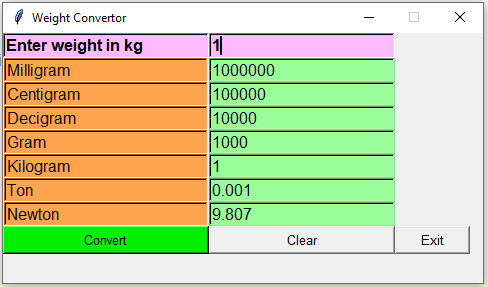 Weight Convertor
Enter weight in kg 1
Milligram 1000000
Centigram 100000
Decigram 10000
Gram 1000
Kilogram 1
Ton 0.001
Newton 9.807
Convert Clear Exit